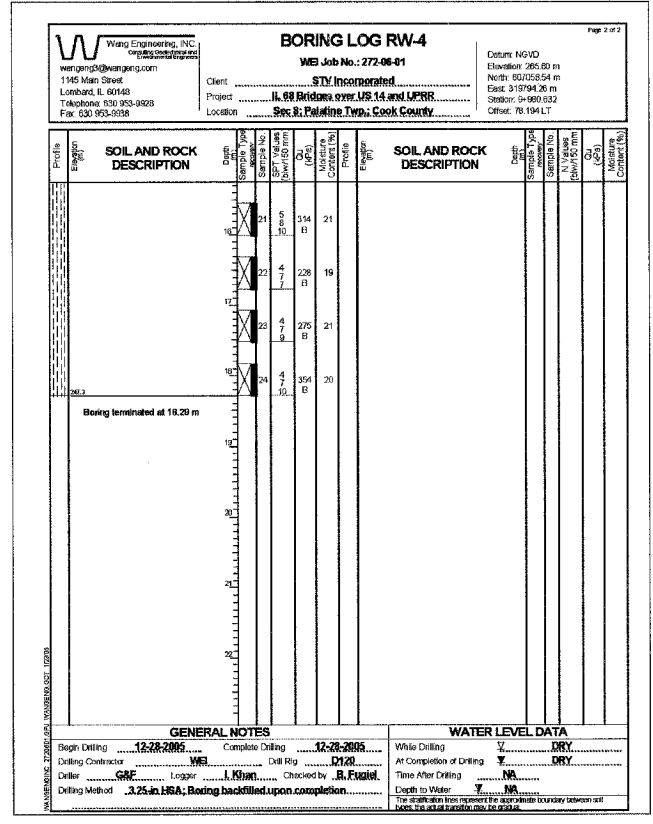 Page 2 of 2
Wang Engineering, INC.
Consulting Geotechnical and
Environmental Engineers
wangeng3@wangeng.com
1145 Main Street
Lombard, IL 60148
Telephone: 630 953-9928
Fax: 630 953-9938
BORING LOG RW-4
WEI Job No.: 272-06-01
Client STV Incorporated
Project IL 68 Bridges over US 14 and UPRR
Location Sec 9; Palatine Twp.; Cook County
Datum: NGVD
Elevation: 265.60 m
North: 607058.54 m
East: 319794.26 m
Station: 9+980.632
Offset: 78.194 LT
Profile
Elevation (m)
SOIL AND ROCK DESCRIPTION
Depth (m)
Sample Type
recovery
Sample No.
SPT Values (blw/150 mm
Qu (kPa)
Moisture Content (%)
Profile
Elevation (m)
SOIL AND ROCK DESCRIPTION
Depth (m)
Sample Type
recovery
Sample No.
N Values (blw/150 mm
Qu (kPa)
Moisture Content (%)
21 5 8 10 314 B 21
16
22 4 7 7 228 B 19
17
23 4 7 9 275 B 21
18
24 4 7 10 354 B 20
247.3
Boring terminated at 18.29 m
19
20
21
22
GENERAL NOTES
Begin Drilling 12-28-2005 Complete Drilling 12-28-2005
Drilling Contractor WEI Drill Rig D120
Driller G&F Logger I. Khan Checked by B. Fugiel
Drilling Method 3.25-in HSA; Boring backfilled upon completion
WATER LEVEL DATA
While Drilling DRY
At Completion of Drilling DRY
Time After Drilling NA
Depth to Water NA
The stratification lines represent the approximate boundary between soil
types; the actual transition may be gradual.